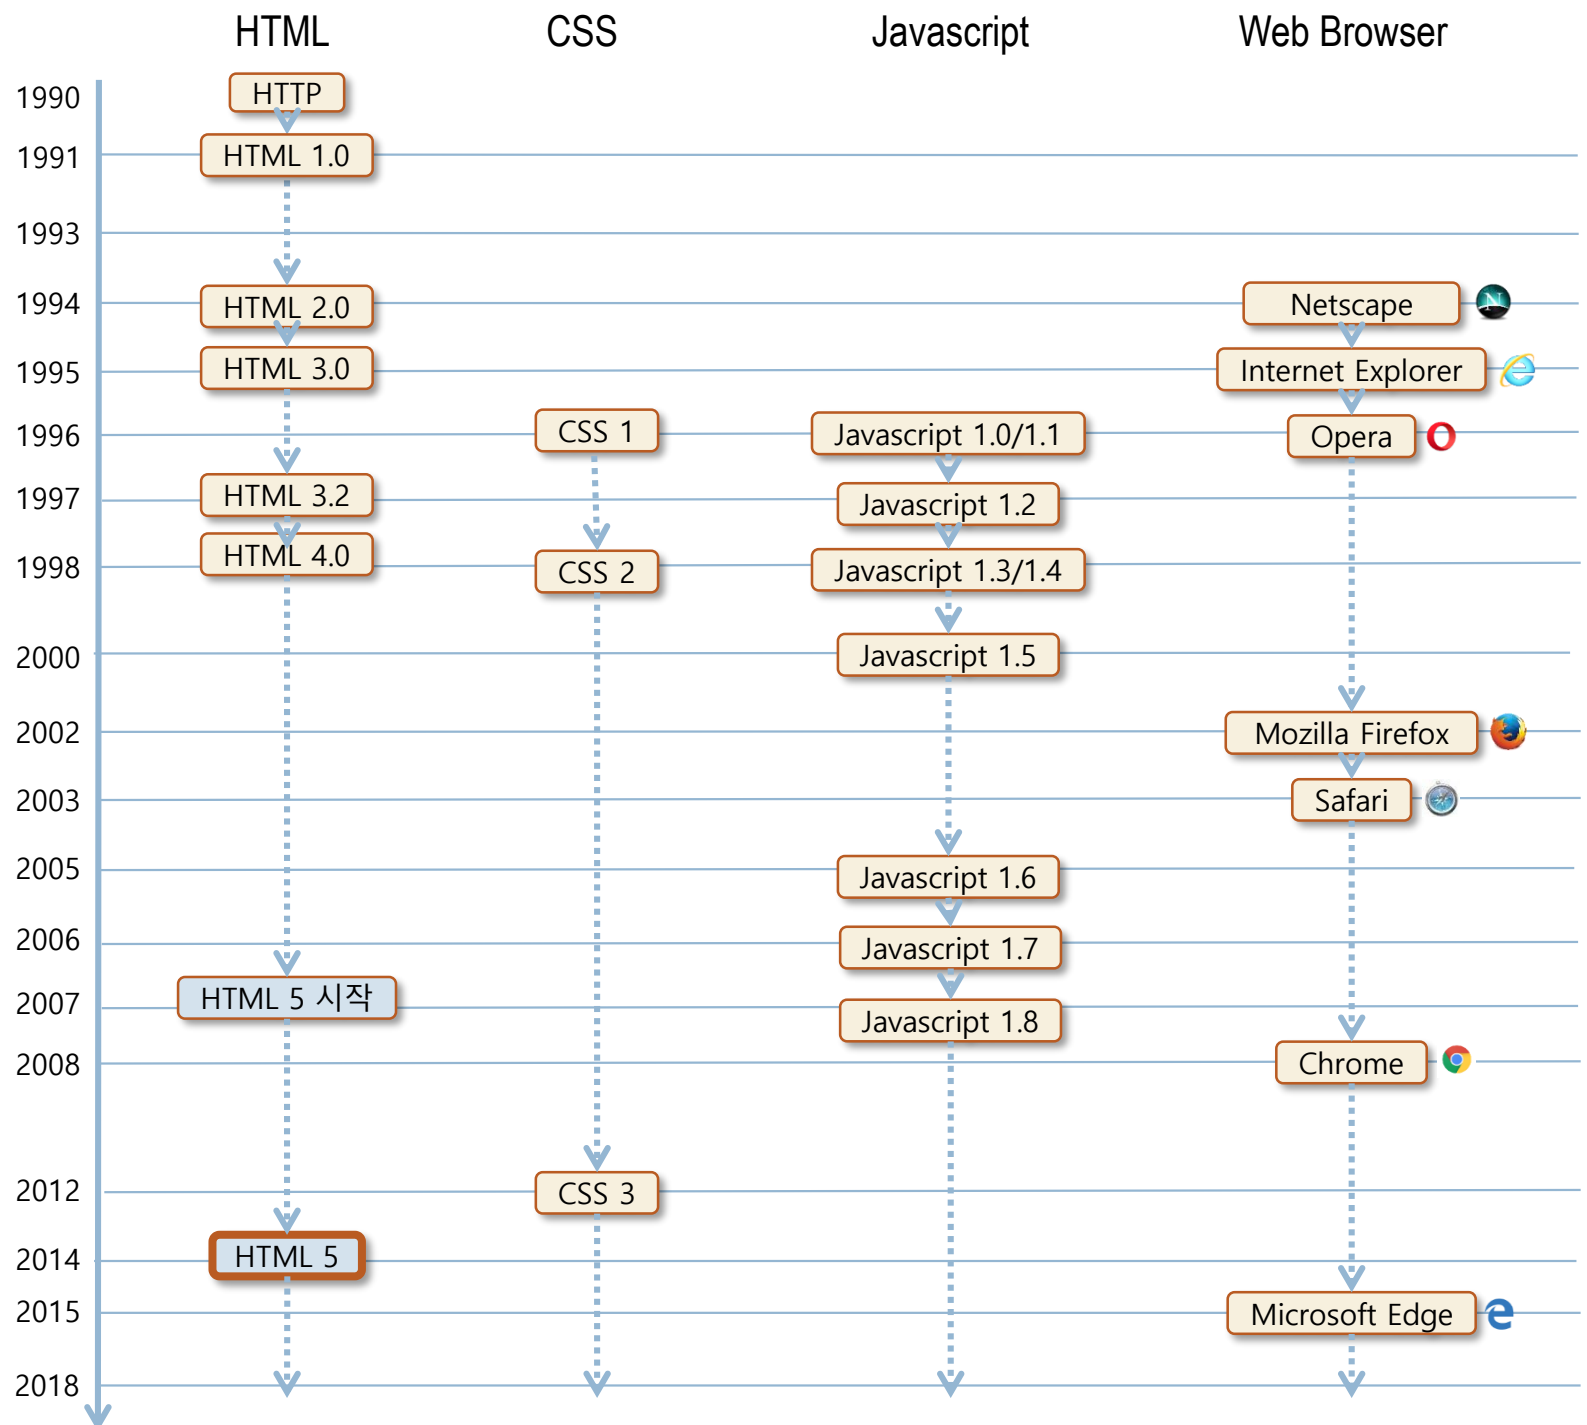 HTML CSS Javascript Web Browser
1990 HTTP
1991 HTML 1.0
1993
1994 HTML 2.0 Netscape N
1995 HTML 3.0 Internet Explorer
1996 CSS 1 Javascript 1.0/1.1 Opera
1997 HTML 3.2 Javascript 1.2
1998 HTML 4.0 CSS 2 Javascript 1.3/1.4
2000 Javascript 1.5
2002 Mozilla Firefox
2003 Safari
2005 Javascript 1.6
2006 Javascript 1.7
2007 HTML 5 시작 Javascript 1.8
2008 Chrome
2012 CSS 3
2014 HTML 5
2015 Microsoft Edge
2018